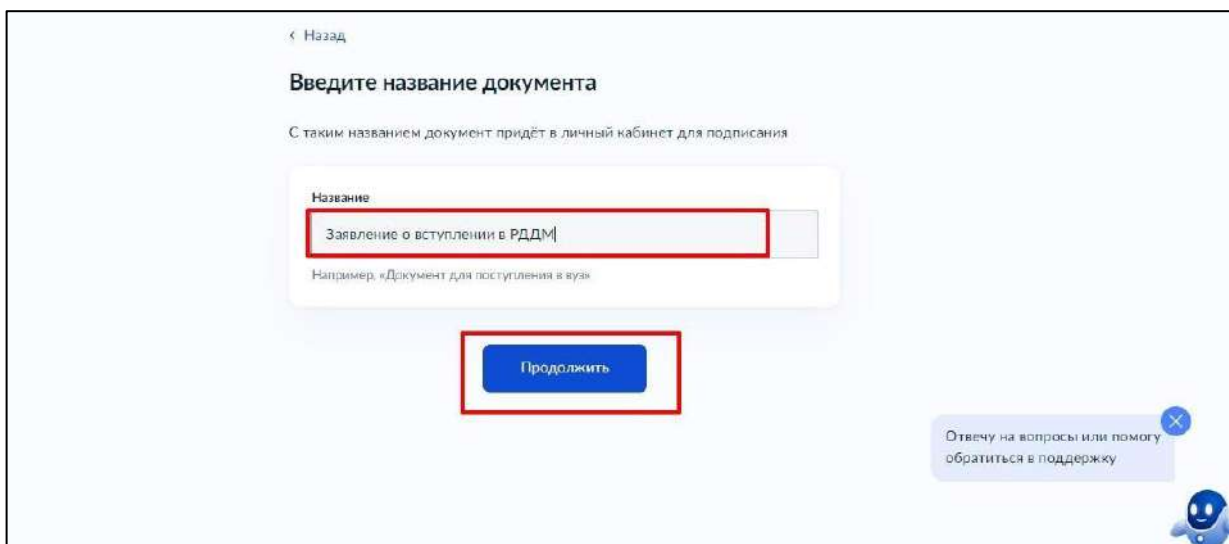 ‹ Назад
Введите название документа
С таким названием документ придёт в личный кабинет для подписания
Название
Заявление о вступлении в РДДМ
Например, «Документ для поступления в вуз»
Продолжить
Отвечу на вопросы или помогу
обратиться в поддержку